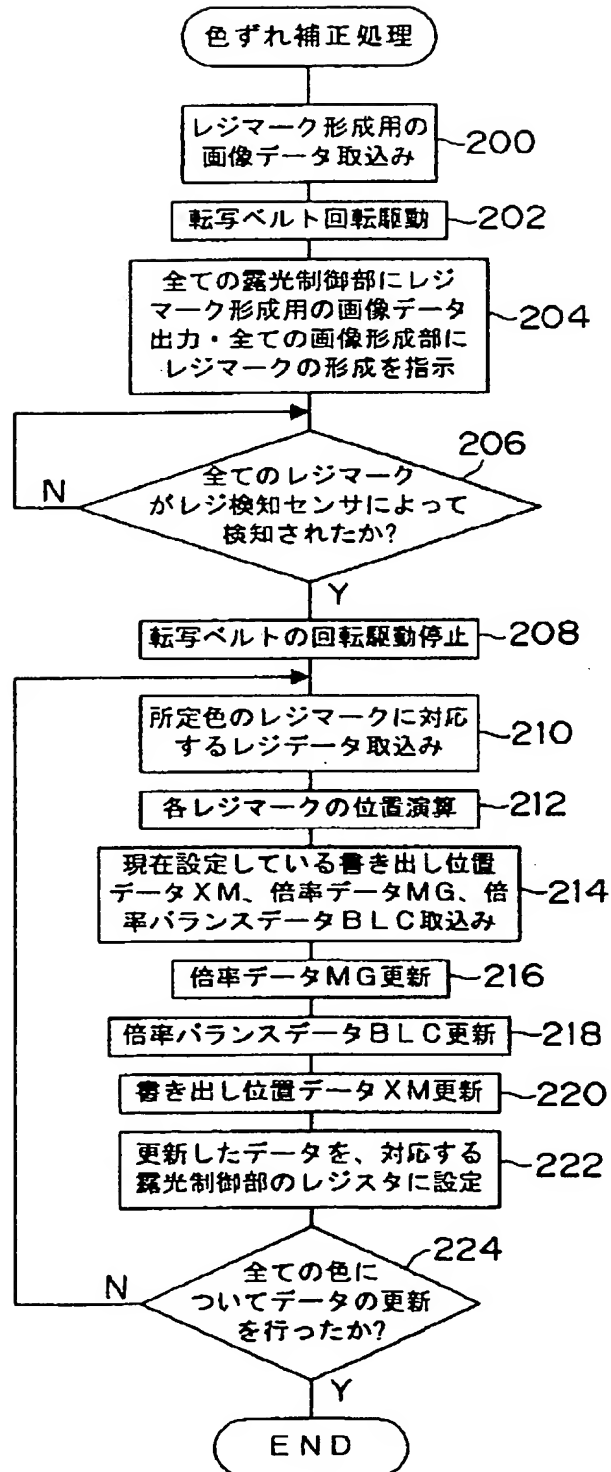 色ずれ補正処理
レジマーク形成用の
画像データ取込み
200
転写ベルト回転駆動
202
全ての露光制御部にレジ
マーク形成用の画像データ
出力・全ての画像形成部に
レジマークの形成を指示
204
206
全てのレジマーク
がレジ検知センサによって
検知されたか?
N
Y
転写ベルトの回転駆動停止
208
所定色のレジマークに対応
するレジデータ取込み
210
各レジマークの位置演算
212
現在設定している書き出し位置
データXM、倍率データMG、倍
率バランスデータBLC取込み
214
倍率データMG更新
216
倍率バランスデータBLC更新
218
書き出し位置データXM更新
220
更新したデータを、対応する
露光制御部のレジスタに設定
222
224
全ての色に
ついてデータの更新
を行ったか?
N
Y
END